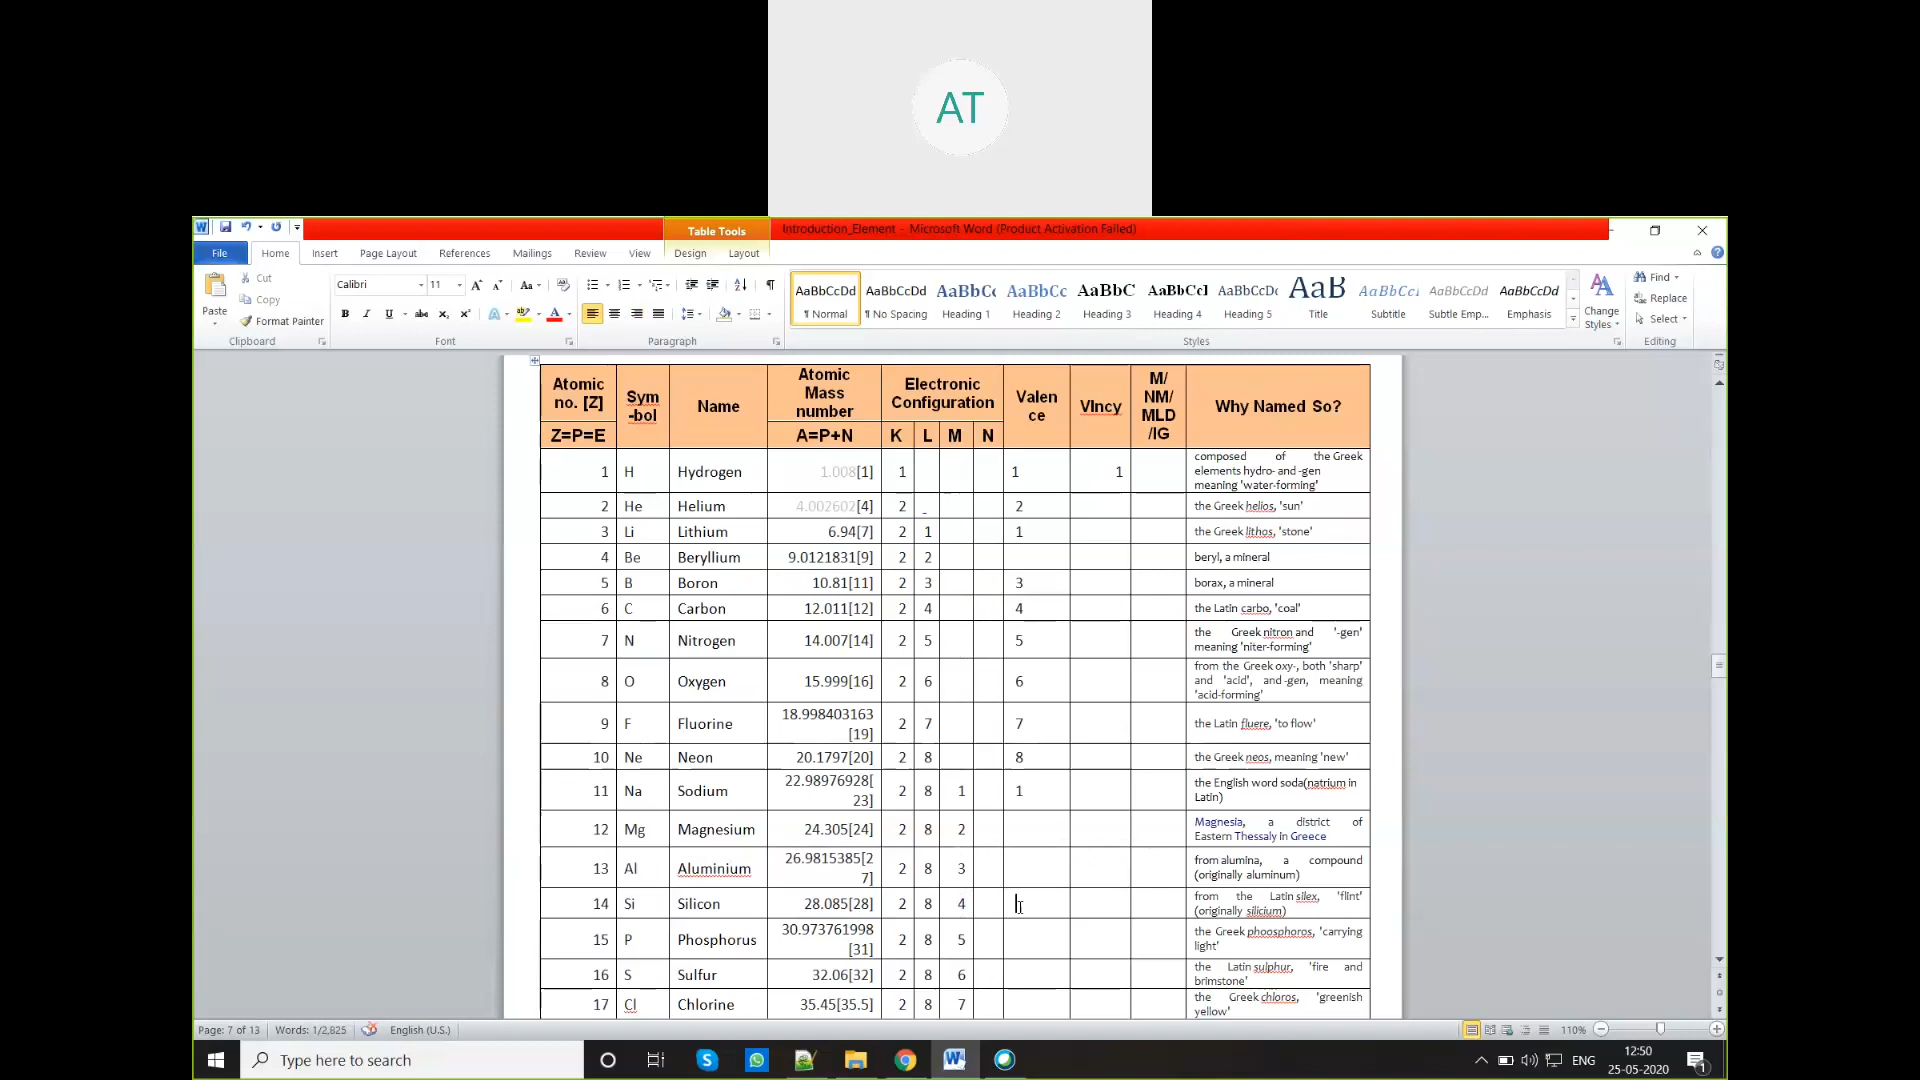 AT
Introduction_Element - Microsoft Word (Product Activation Failed)
Table Tools
File Home Insert Page Layout References Mailings Review View Design Layout
Cut
Copy
Format Painter
Paste
Clipboard
Calibri 11
Font
Paragraph
AaBbCcDd AaBbCcDd AaBbCc AaBbCc AaBbC AaBbCcI AaBbCcDc AaB AaBbCcI AaBbCcDd AaBbCcDd
¶ Normal ¶ No Spacing Heading 1 Heading 2 Heading 3 Heading 4 Heading 5 Title Subtitle Subtle Emp... Emphasis
Styles
Change Styles
Find
Replace
Select
Editing
Atomic no. [Z] Sym-bol Name Atomic Mass number Electronic Configuration Valence Vlncy M/ NM/ MLD /IG Why Named So?
Z=P=E A=P+N K L M N
1 H Hydrogen 1.008[1] 1 1 1 composed of the Greek elements hydro- and -gen meaning 'water-forming'
2 He Helium 4.002602[4] 2 - 2 the Greek helios, 'sun'
3 Li Lithium 6.94[7] 2 1 1 the Greek lithos, 'stone'
4 Be Beryllium 9.0121831[9] 2 2 beryl, a mineral
5 B Boron 10.81[11] 2 3 3 borax, a mineral
6 C Carbon 12.011[12] 2 4 4 the Latin carbo, 'coal'
7 N Nitrogen 14.007[14] 2 5 5 the Greek nitron and '-gen' meaning 'niter-forming'
8 O Oxygen 15.999[16] 2 6 6 from the Greek oxy-, both 'sharp' and 'acid', and -gen, meaning 'acid-forming'
9 F Fluorine 18.998403163[19] 2 7 7 the Latin fluere, 'to flow'
10 Ne Neon 20.1797[20] 2 8 8 the Greek neos, meaning 'new'
11 Na Sodium 22.98976928[23] 2 8 1 1 the English word soda(natrium in Latin)
12 Mg Magnesium 24.305[24] 2 8 2 Magnesia, a district of Eastern Thessaly in Greece
13 Al Aluminium 26.9815385[27] 2 8 3 from alumina, a compound (originally aluminum)
14 Si Silicon 28.085[28] 2 8 4 from the Latin silex, 'flint' (originally silicium)
15 P Phosphorus 30.973761998[31] 2 8 5 the Greek phoosphoros, 'carrying light'
16 S Sulfur 32.06[32] 2 8 6 the Latin sulphur, 'fire and brimstone'
17 Cl Chlorine 35.45[35.5] 2 8 7 the Greek chloros, 'greenish yellow'
Page: 7 of 13 Words: 1/2,825 English (U.S.) 110%
Type here to search
ENG
12:50
25-05-2020